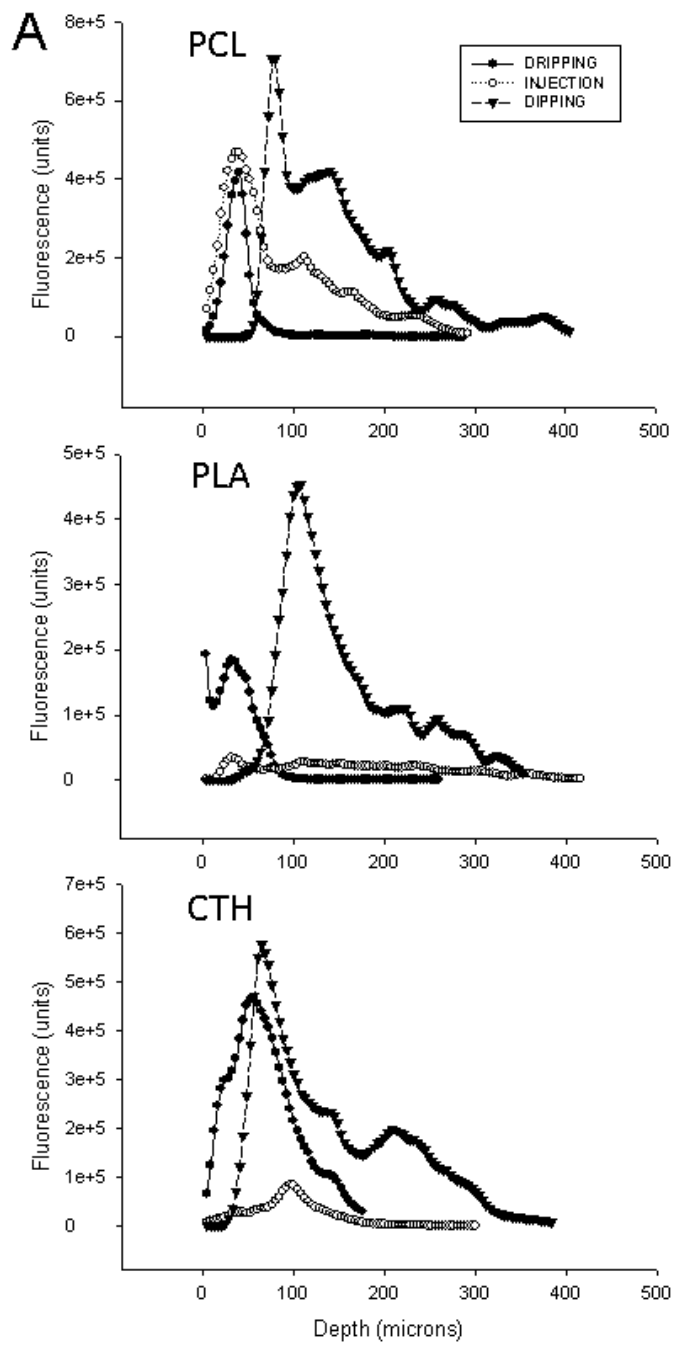 A
PCL
DRIPPING
INJECTION
DIPPING
8e+5
6e+5
4e+5
2e+5
0
Fluorescence (units)
0 100 200 300 400 500
PLA
5e+5
4e+5
3e+5
2e+5
1e+5
0
Fluorescence (units)
0 100 200 300 400 500
CTH
7e+5
6e+5
5e+5
4e+5
3e+5
2e+5
1e+5
0
Fluorescence (units)
0 100 200 300 400 500
Depth (microns)